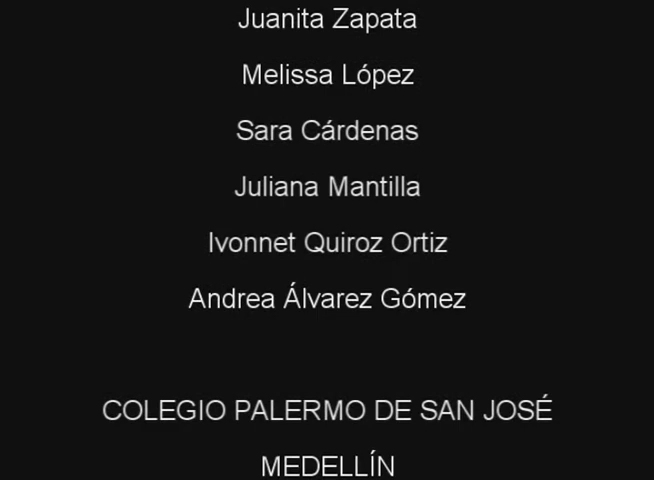 Juanita Zapata
Melissa López
Sara Cárdenas
Juliana Mantilla
Ivonnet Quiroz Ortiz
Andrea Álvarez Gómez
COLEGIO PALERMO DE SAN JOSÉ
MEDELLÍN